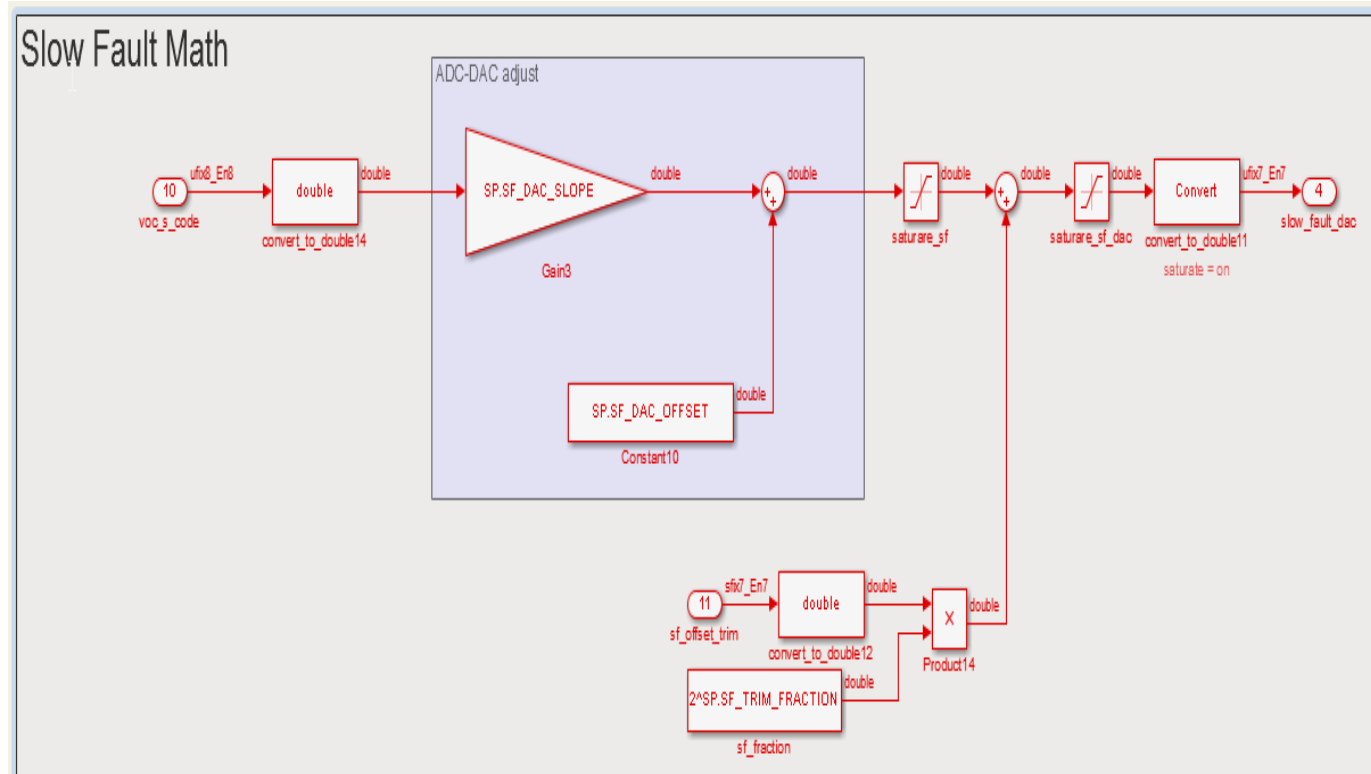 Slow Fault Math
ADC-DAC adjust
10
voc_s_code
ufix8_En8
double
convert_to_double14
double
SP.SF_DAC_SLOPE
Gain3
double
+
+
double
SP.SF_DAC_OFFSET
Constant10
double
saturare_sf
double
+
+
double
saturare_sf_dac
double
Convert
convert_to_double11
saturate = on
ufix7_En7
4
slow_fault_dac
11
sf_offset_trim
sfix7_En7
double
convert_to_double12
double
2^SP.SF_TRIM_FRACTION
sf_fraction
double
X
Product14
double